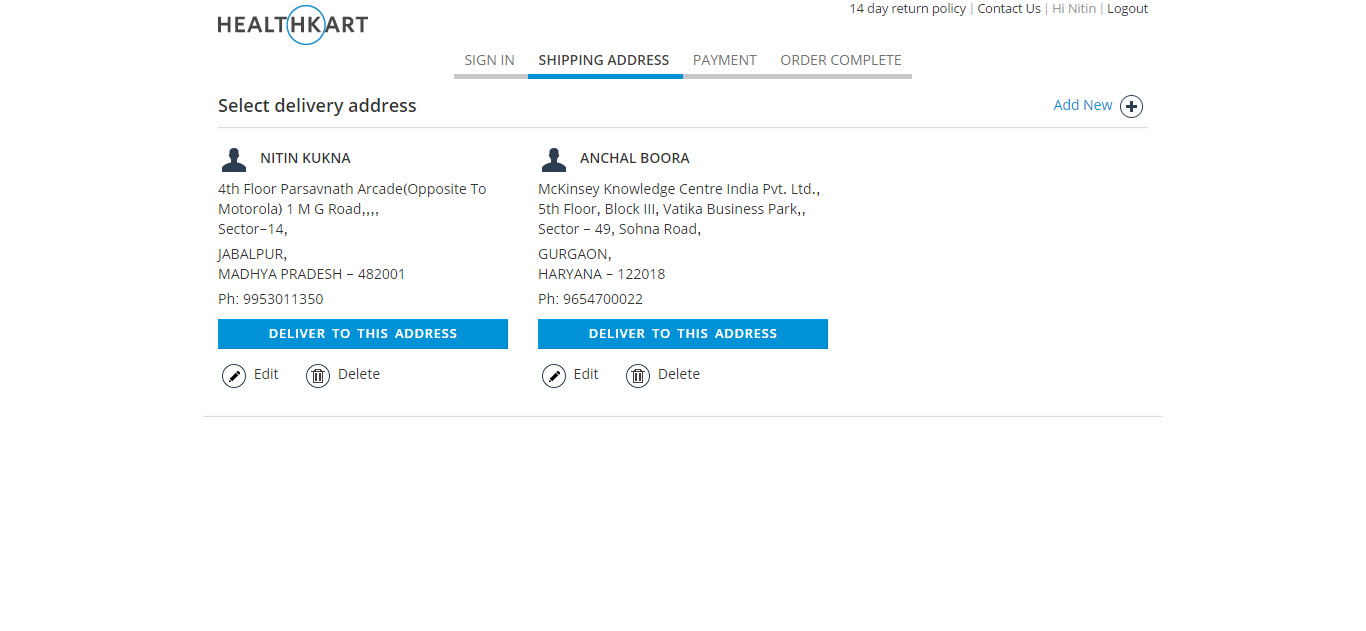 HEALTHKART
14 day return policy | Contact Us | Hi Nitin | Logout
SIGN IN SHIPPING ADDRESS PAYMENT ORDER COMPLETE
Select delivery address
Add New
NITIN KUKNA
4th Floor Parsavnath Arcade(Opposite To
Motorola) 1 M G Road,,,,
Sector-14,
JABALPUR,
MADHYA PRADESH - 482001
Ph: 9953011350
DELIVER TO THIS ADDRESS
Edit Delete
ANCHAL BOORA
McKinsey Knowledge Centre India Pvt. Ltd.,
5th Floor, Block III, Vatika Business Park,,
Sector - 49, Sohna Road,
GURGAON,
HARYANA - 122018
Ph: 9654700022
DELIVER TO THIS ADDRESS
Edit Delete